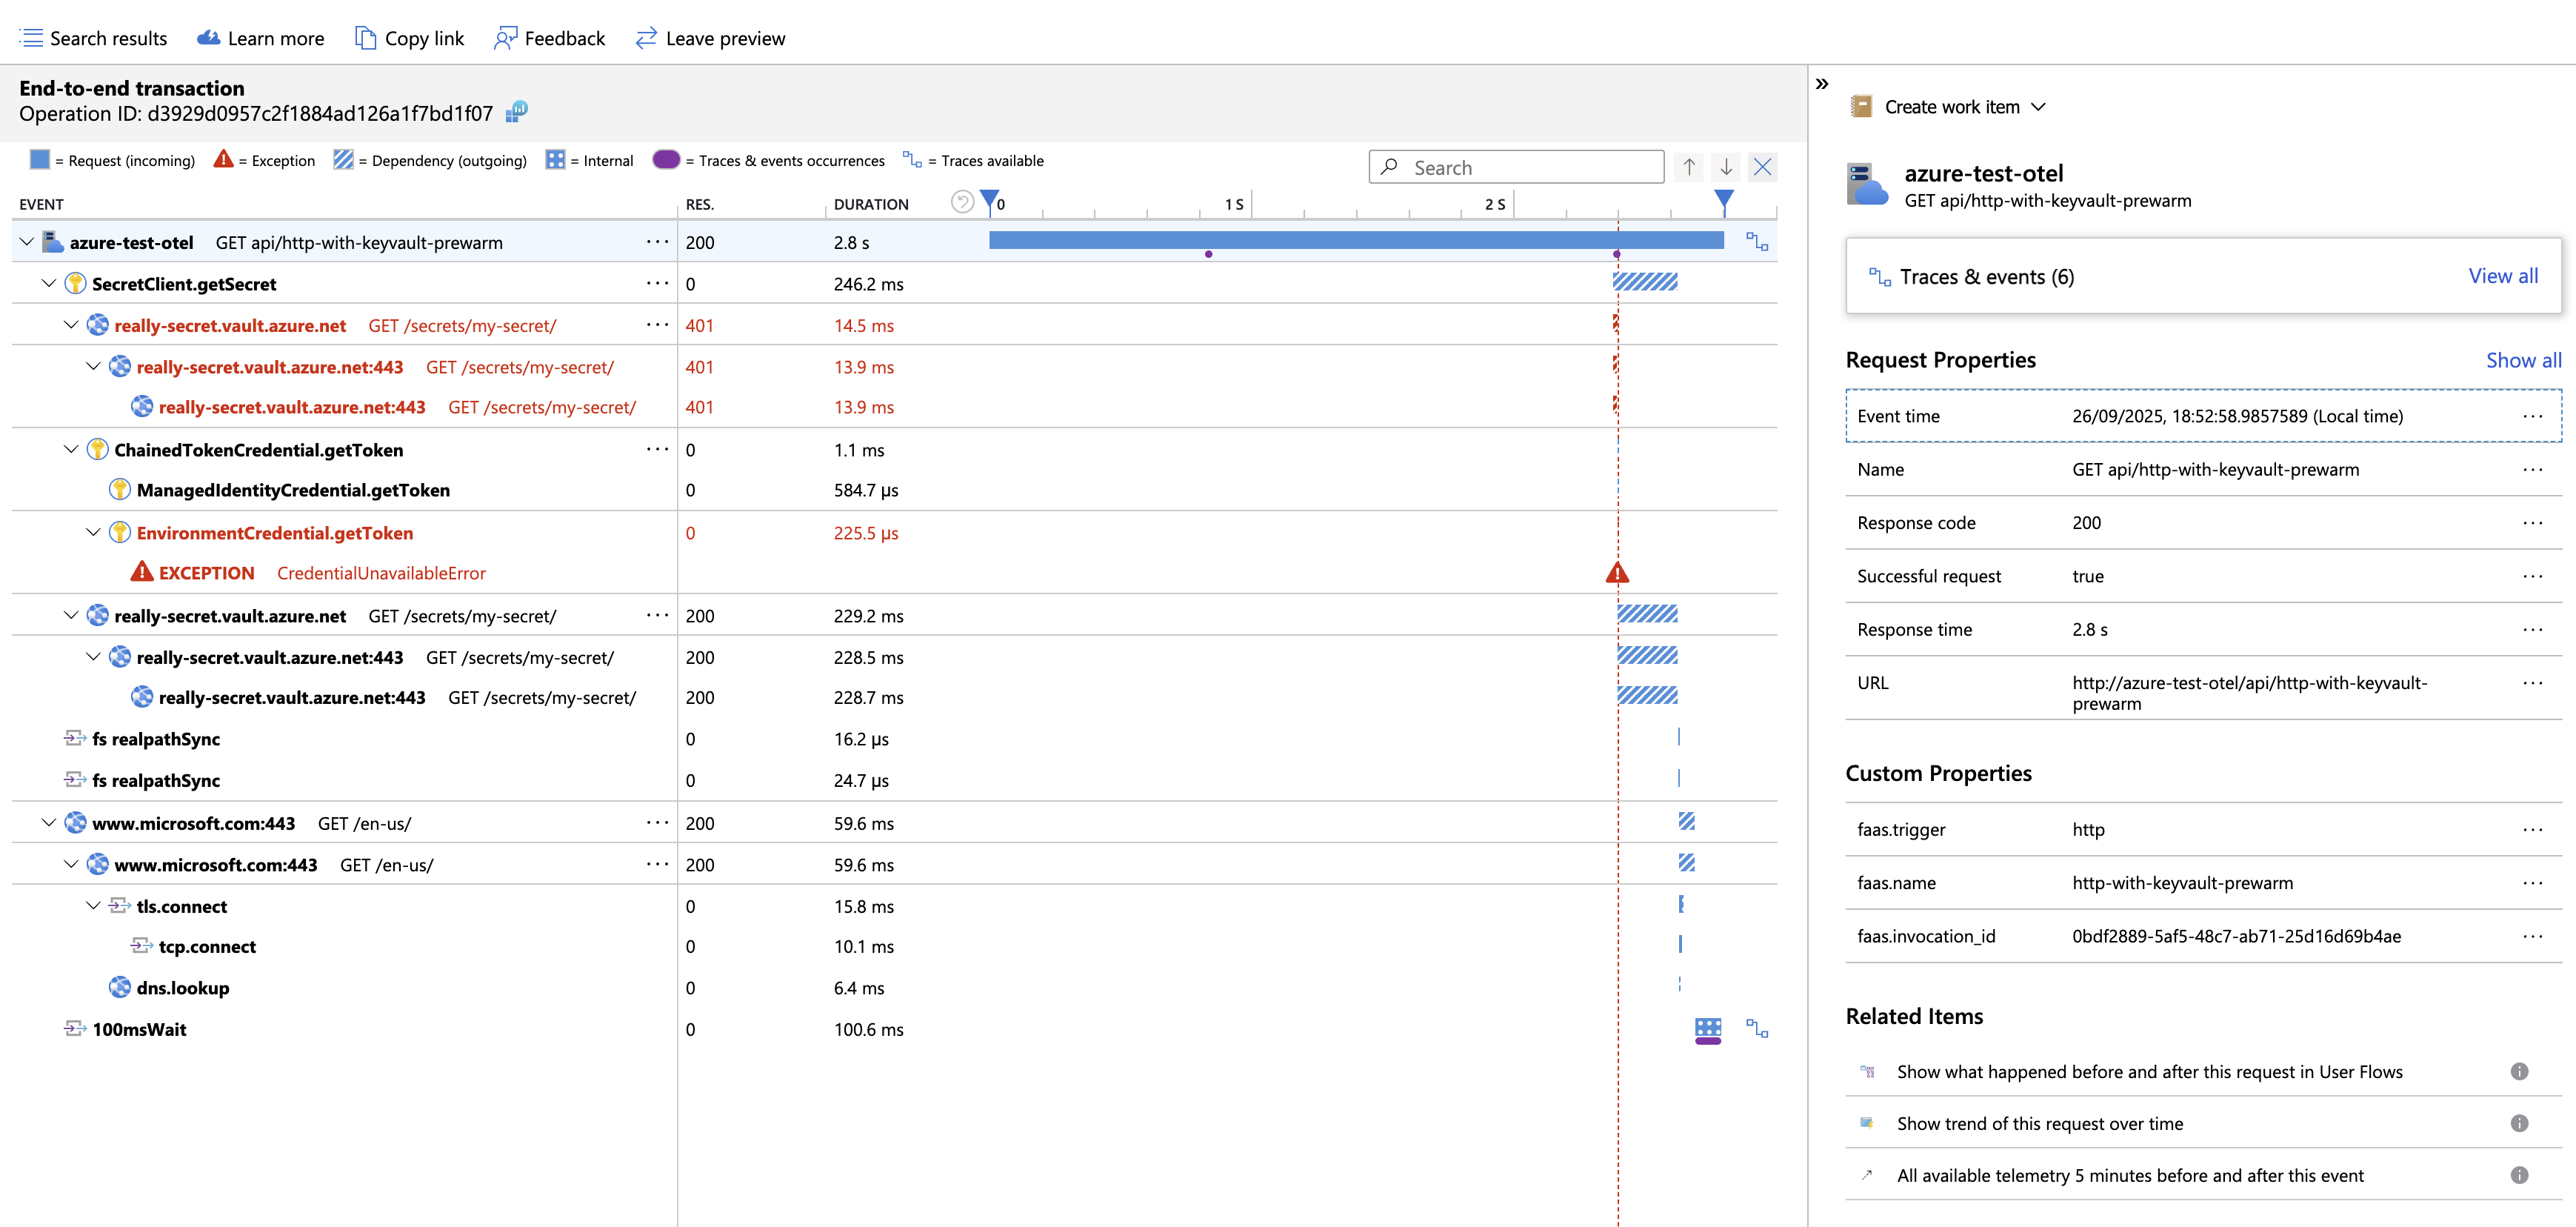 Search results Learn more Copy link Feedback Leave preview
End-to-end transaction
Operation ID: d3929d0957c2f1884ad126a1f7bd1f07
= Request (incoming) = Exception = Dependency (outgoing) = Internal = Traces & events occurrences = Traces available
Search
EVENT RES. DURATION 0 1 S 2 S
azure-test-otel GET api/http-with-keyvault-prewarm ... 200 2.8 s
SecretClient.getSecret ... 0 246.2 ms
really-secret.vault.azure.net GET /secrets/my-secret/ ... 401 14.5 ms
really-secret.vault.azure.net:443 GET /secrets/my-secret/ 401 13.9 ms
really-secret.vault.azure.net:443 GET /secrets/my-secret/ 401 13.9 ms
ChainedTokenCredential.getToken ... 0 1.1 ms
ManagedIdentityCredential.getToken 0 584.7 µs
EnvironmentCredential.getToken 0 225.5 µs
EXCEPTION CredentialUnavailableError
really-secret.vault.azure.net GET /secrets/my-secret/ ... 200 229.2 ms
really-secret.vault.azure.net:443 GET /secrets/my-secret/ 200 228.5 ms
really-secret.vault.azure.net:443 GET /secrets/my-secret/ 200 228.7 ms
fs realpathSync 0 16.2 µs
fs realpathSync 0 24.7 µs
www.microsoft.com:443 GET /en-us/ ... 200 59.6 ms
www.microsoft.com:443 GET /en-us/ ... 200 59.6 ms
tls.connect 0 15.8 ms
tcp.connect 0 10.1 ms
dns.lookup 0 6.4 ms
100msWait 0 100.6 ms
Create work item
azure-test-otel
GET api/http-with-keyvault-prewarm
Traces & events (6) View all
Request Properties Show all
Event time 26/09/2025, 18:52:58.9857589 (Local time) ...
Name GET api/http-with-keyvault-prewarm ...
Response code 200 ...
Successful request true ...
Response time 2.8 s ...
URL http://azure-test-otel/api/http-with-keyvault- ...
prewarm
Custom Properties
faas.trigger http ...
faas.name http-with-keyvault-prewarm ...
faas.invocation_id 0bdf2889-5af5-48c7-ab71-25d16d69b4ae ...
Related Items
Show what happened before and after this request in User Flows
Show trend of this request over time
All available telemetry 5 minutes before and after this event